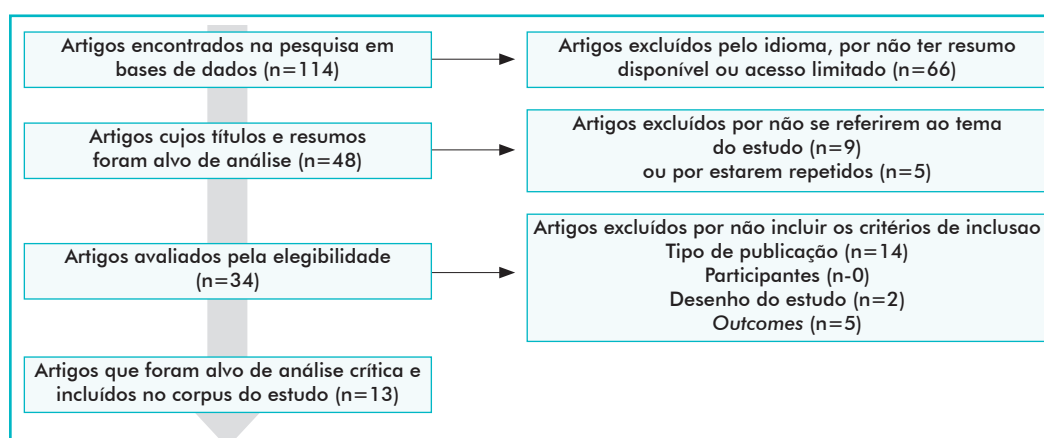 Artigos encontrados na pesquisa em
bases de dados (n=114)
Artigos excluídos pelo idioma, por não ter resumo
disponível ou acesso limitado (n=66)
Artigos cujos títulos e resumos
foram alvo de análise (n=48)
Artigos excluídos por não se referirem ao tema
do estudo (n=9)
ou por estarem repetidos (n=5)
Artigos avaliados pela elegibilidade
(n=34)
Artigos excluídos por não incluir os critérios de inclusao
Tipo de publicação (n=14)
Participantes (n-0)
Desenho do estudo (n=2)
Outcomes (n=5)
Artigos que foram alvo de análise crítica e
incluídos no corpus do estudo (n=13)